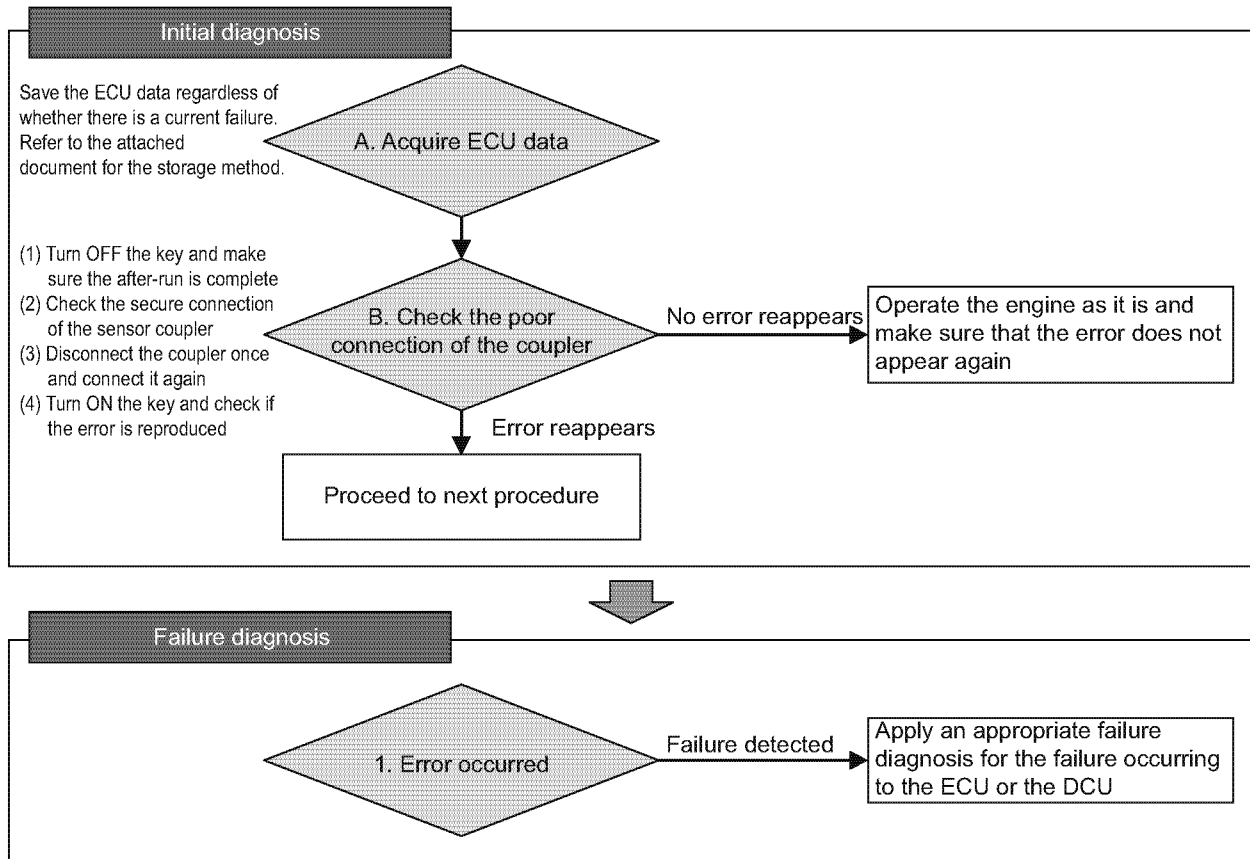 Initial diagnosis
Save the ECU data regardless of
whether there is a current failure.
Refer to the attached
document for the storage method.
A. Acquire ECU data
(1) Turn OFF the key and make
sure the after-run is complete
(2) Check the secure connection
of the sensor coupler
(3) Disconnect the coupler once
and connect it again
(4) Turn ON the key and check if
the error is reproduced
B. Check the poor
connection of the coupler
No error reappears
Operate the engine as it is and
make sure that the error does not
appear again
Error reappears
Proceed to next procedure
Failure diagnosis
1. Error occurred
Failure detected
Apply an appropriate failure
diagnosis for the failure occurring
to the ECU or the DCU